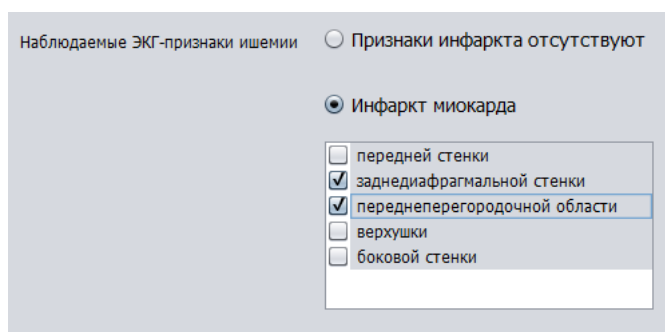 Наблюдаемые ЭКГ-признаки ишемии
Признаки инфаркта отсутствуют
Инфаркт миокарда
передней стенки
заднедиафрагмальной стенки
переднеперегородочной области
верхушки
боковой стенки